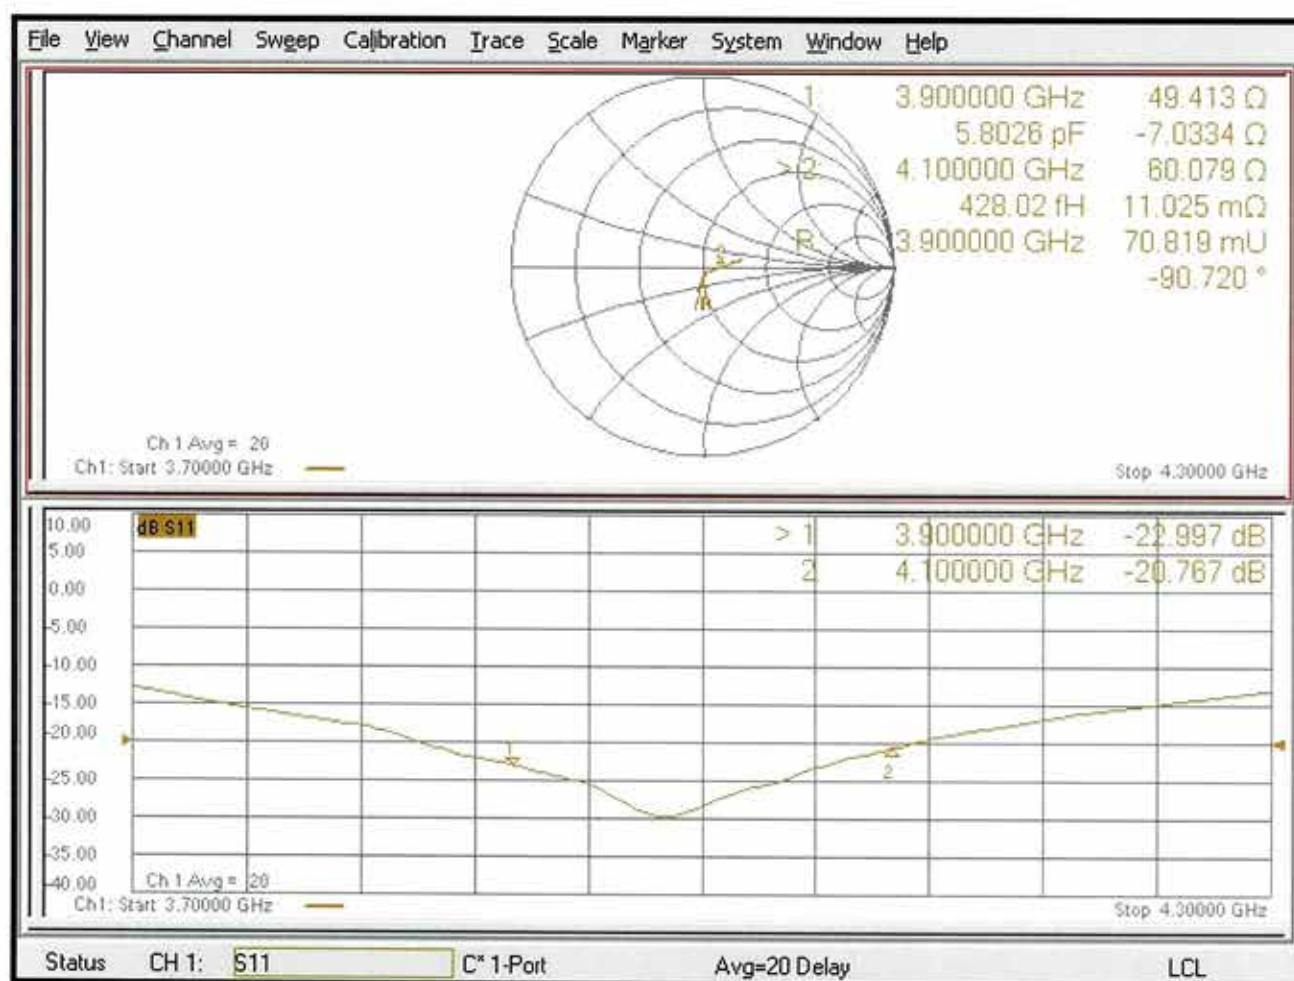 File View Channel Sweep Calibration Trace Scale Marker System Window Help
1 3.900000 GHz 49.413 Ω
5.8026 pF -7.0334 Ω
> 2 4.100000 GHz 60.079 Ω
428.02 fH 11.025 mΩ
R 3.900000 GHz 70.819 mU
-90.720 °
2
R
Ch 1 Avg = 20
Ch1: Start 3.70000 GHz Stop 4.30000 GHz
10.00 dB S11 > 1 3.900000 GHz -22.997 dB
5.00 2 4.100000 GHz -20.767 dB
0.00
-5.00
-10.00
-15.00
-20.00
1
-25.00 2
-30.00
-35.00
-40.00 Ch 1 Avg = 20
Ch1: Start 3.70000 GHz Stop 4.30000 GHz
Status CH 1: S11 C* 1-Port Avg=20 Delay LCL